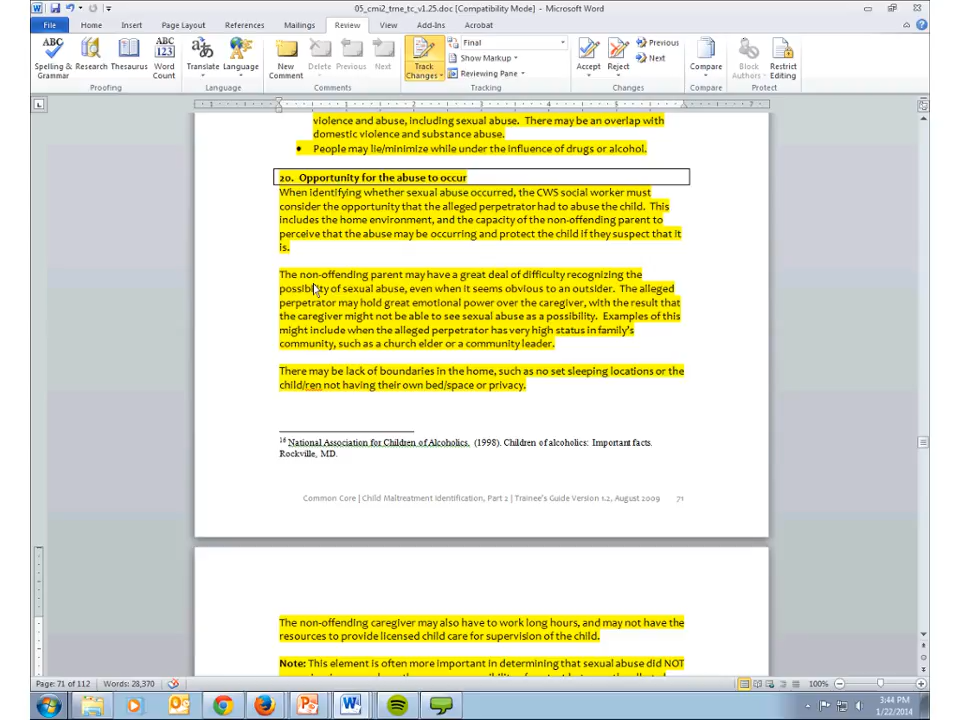 05_cmi2_tme_tc_v1.25.doc [Compatibility Mode] - Microsoft Word
File Home Insert Page Layout References Mailings Review View Add-Ins Acrobat
ABC Spelling & Grammar
Research
Thesaurus
ABC 123 Word Count
Proofing
Translate
Language
Language
New Comment
Delete
Previous
Next
Comments
Track Changes
Final
Show Markup
Reviewing Pane
Tracking
Accept
Reject
Previous
Next
Changes
Compare
Compare
Block Authors
Restrict Editing
Protect
violence and abuse, including sexual abuse. There may be an overlap with
domestic violence and substance abuse.
• People may lie/minimize while under the influence of drugs or alcohol.
20. Opportunity for the abuse to occur
When identifying whether sexual abuse occurred, the CWS social worker must
consider the opportunity that the alleged perpetrator had to abuse the child. This
includes the home environment, and the capacity of the non-offending parent to
perceive that the abuse may be occurring and protect the child if they suspect that it
is.
The non-offending parent may have a great deal of difficulty recognizing the
possibility of sexual abuse, even when it seems obvious to an outsider. The alleged
perpetrator may hold great emotional power over the caregiver, with the result that
the caregiver might not be able to see sexual abuse as a possibility. Examples of this
might include when the alleged perpetrator has very high status in family's
community, such as a church elder or a community leader.
There may be lack of boundaries in the home, such as no set sleeping locations or the
child/ren not having their own bed/space or privacy.
16 National Association for Children of Alcoholics. (1998). Children of alcoholics: Important facts.
Rockville, MD.
Common Core | Child Maltreatment Identification, Part 2 | Trainee's Guide Version 1.2, August 2009 71
The non-offending caregiver may also have to work long hours, and may not have the
resources to provide licensed child care for supervision of the child.
Note: This element is often more important in determining that sexual abuse did NOT
Page: 71 of 112 Words: 28,370 100%
3:44 PM
1/22/2014